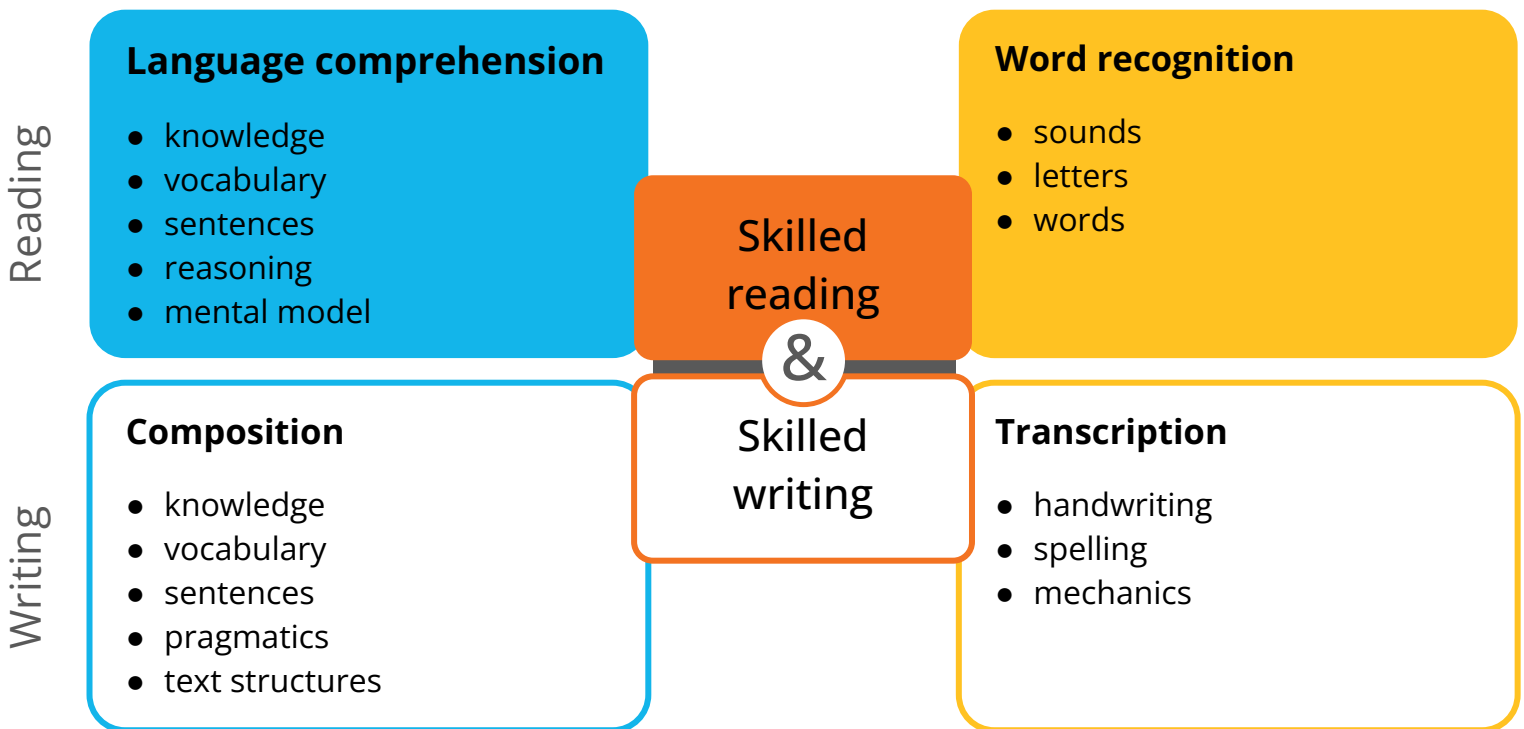 Reading
Language comprehension
● knowledge
● vocabulary
● sentences
● reasoning
● mental model
Word recognition
● sounds
● letters
● words
Skilled
reading
&
Skilled
writing
Writing
Composition
● knowledge
● vocabulary
● sentences
● pragmatics
● text structures
Transcription
● handwriting
● spelling
● mechanics